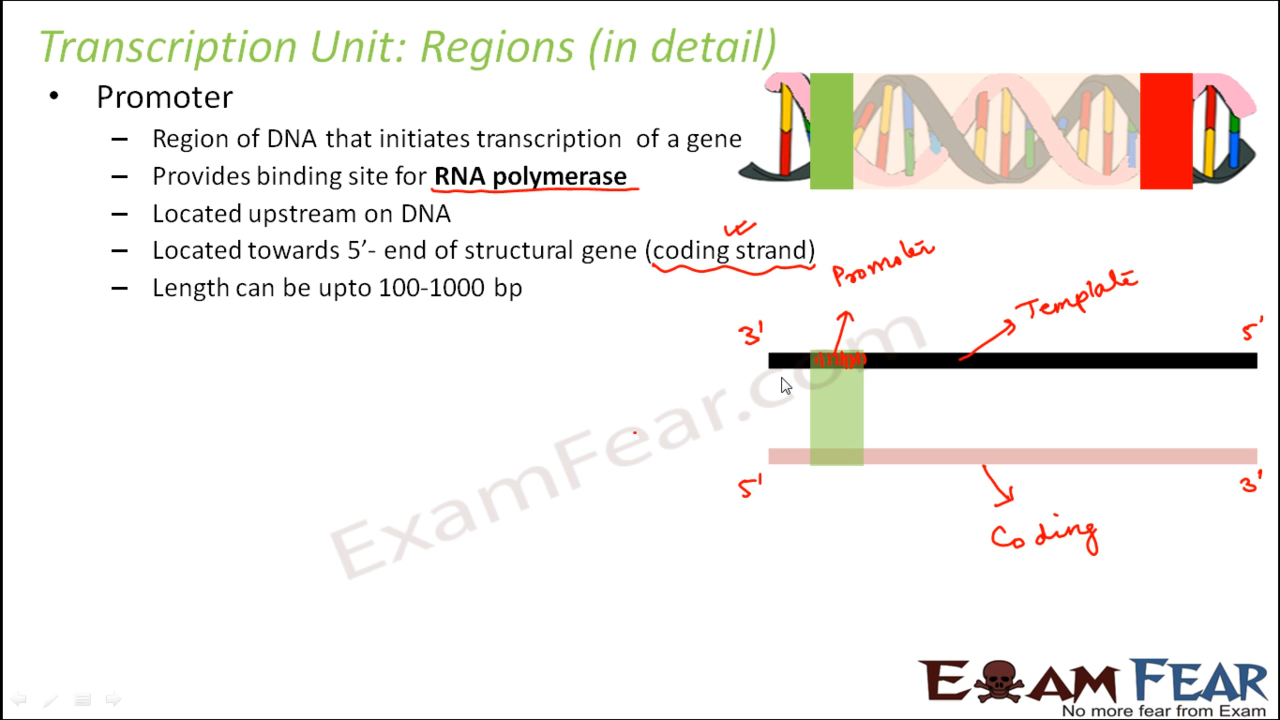 Transcription Unit: Regions (in detail)
• Promoter
– Region of DNA that initiates transcription of a gene
– Provides binding site for RNA polymerase
– Located upstream on DNA
– Located towards 5’- end of structural gene (coding strand)
– Length can be upto 100-1000 bp
Promoter
Template
3'
5'
5'
3'
Coding
ExamFear.com
EXAM FEAR
No more fear from Exam